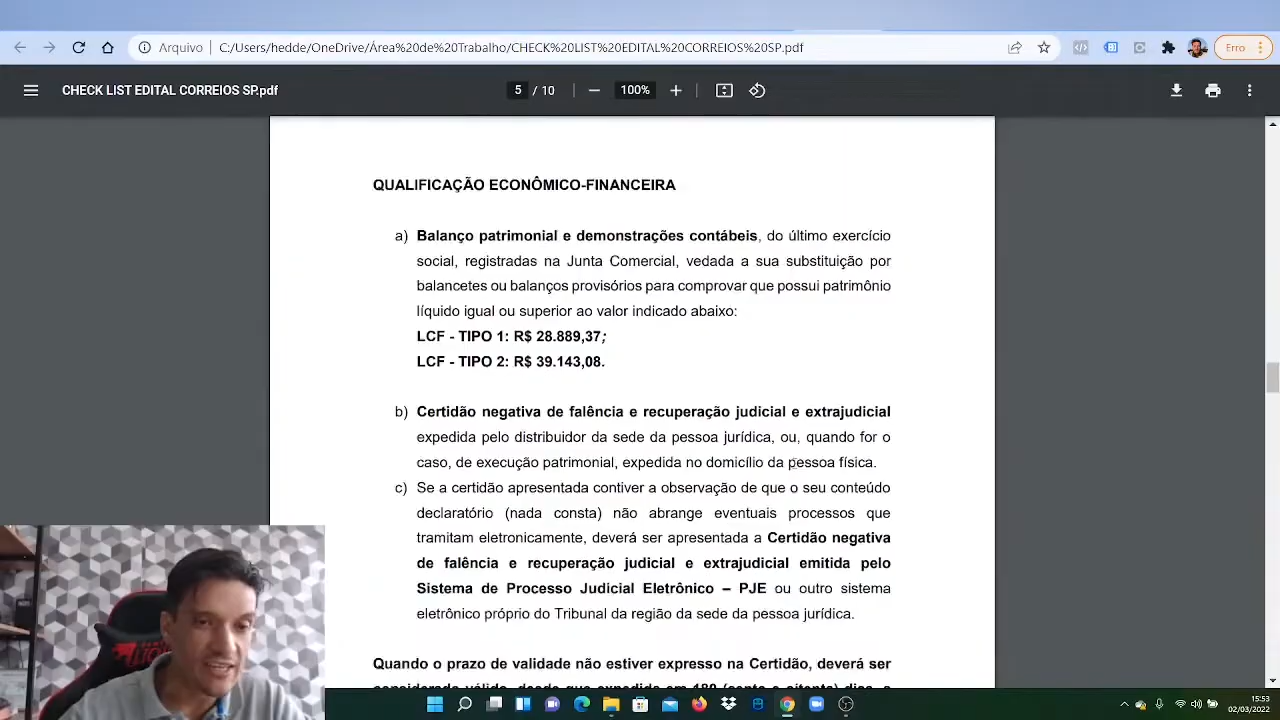 Arquivo
C:/Users/hedde/OneDrive/Área%20de%20Trabalho/CHECK%20LIST%20EDITAL%20CORREIOS%20SP.pdf
Erro
CHECK LIST EDITAL CORREIOS SP.pdf
5 / 10
100%
QUALIFICAÇÃO ECONÔMICO-FINANCEIRA
a) Balanço patrimonial e demonstrações contábeis, do último exercício
social, registradas na Junta Comercial, vedada a sua substituição por
balancetes ou balanços provisórios para comprovar que possui patrimônio
líquido igual ou superior ao valor indicado abaixo:
LCF - TIPO 1: R$ 28.889,37;
LCF - TIPO 2: R$ 39.143,08.
b) Certidão negativa de falência e recuperação judicial e extrajudicial
expedida pelo distribuidor da sede da pessoa jurídica, ou, quando for o
caso, de execução patrimonial, expedida no domicílio da pessoa física.
c) Se a certidão apresentada contiver a observação de que o seu conteúdo
declaratório (nada consta) não abrange eventuais processos que
tramitam eletronicamente, deverá ser apresentada a Certidão negativa
de falência e recuperação judicial e extrajudicial emitida pelo
Sistema de Processo Judicial Eletrônico – PJE ou outro sistema
eletrônico próprio do Tribunal da região da sede da pessoa jurídica.
Quando o prazo de validade não estiver expresso na Certidão, deverá ser
15:53
02/03/2022